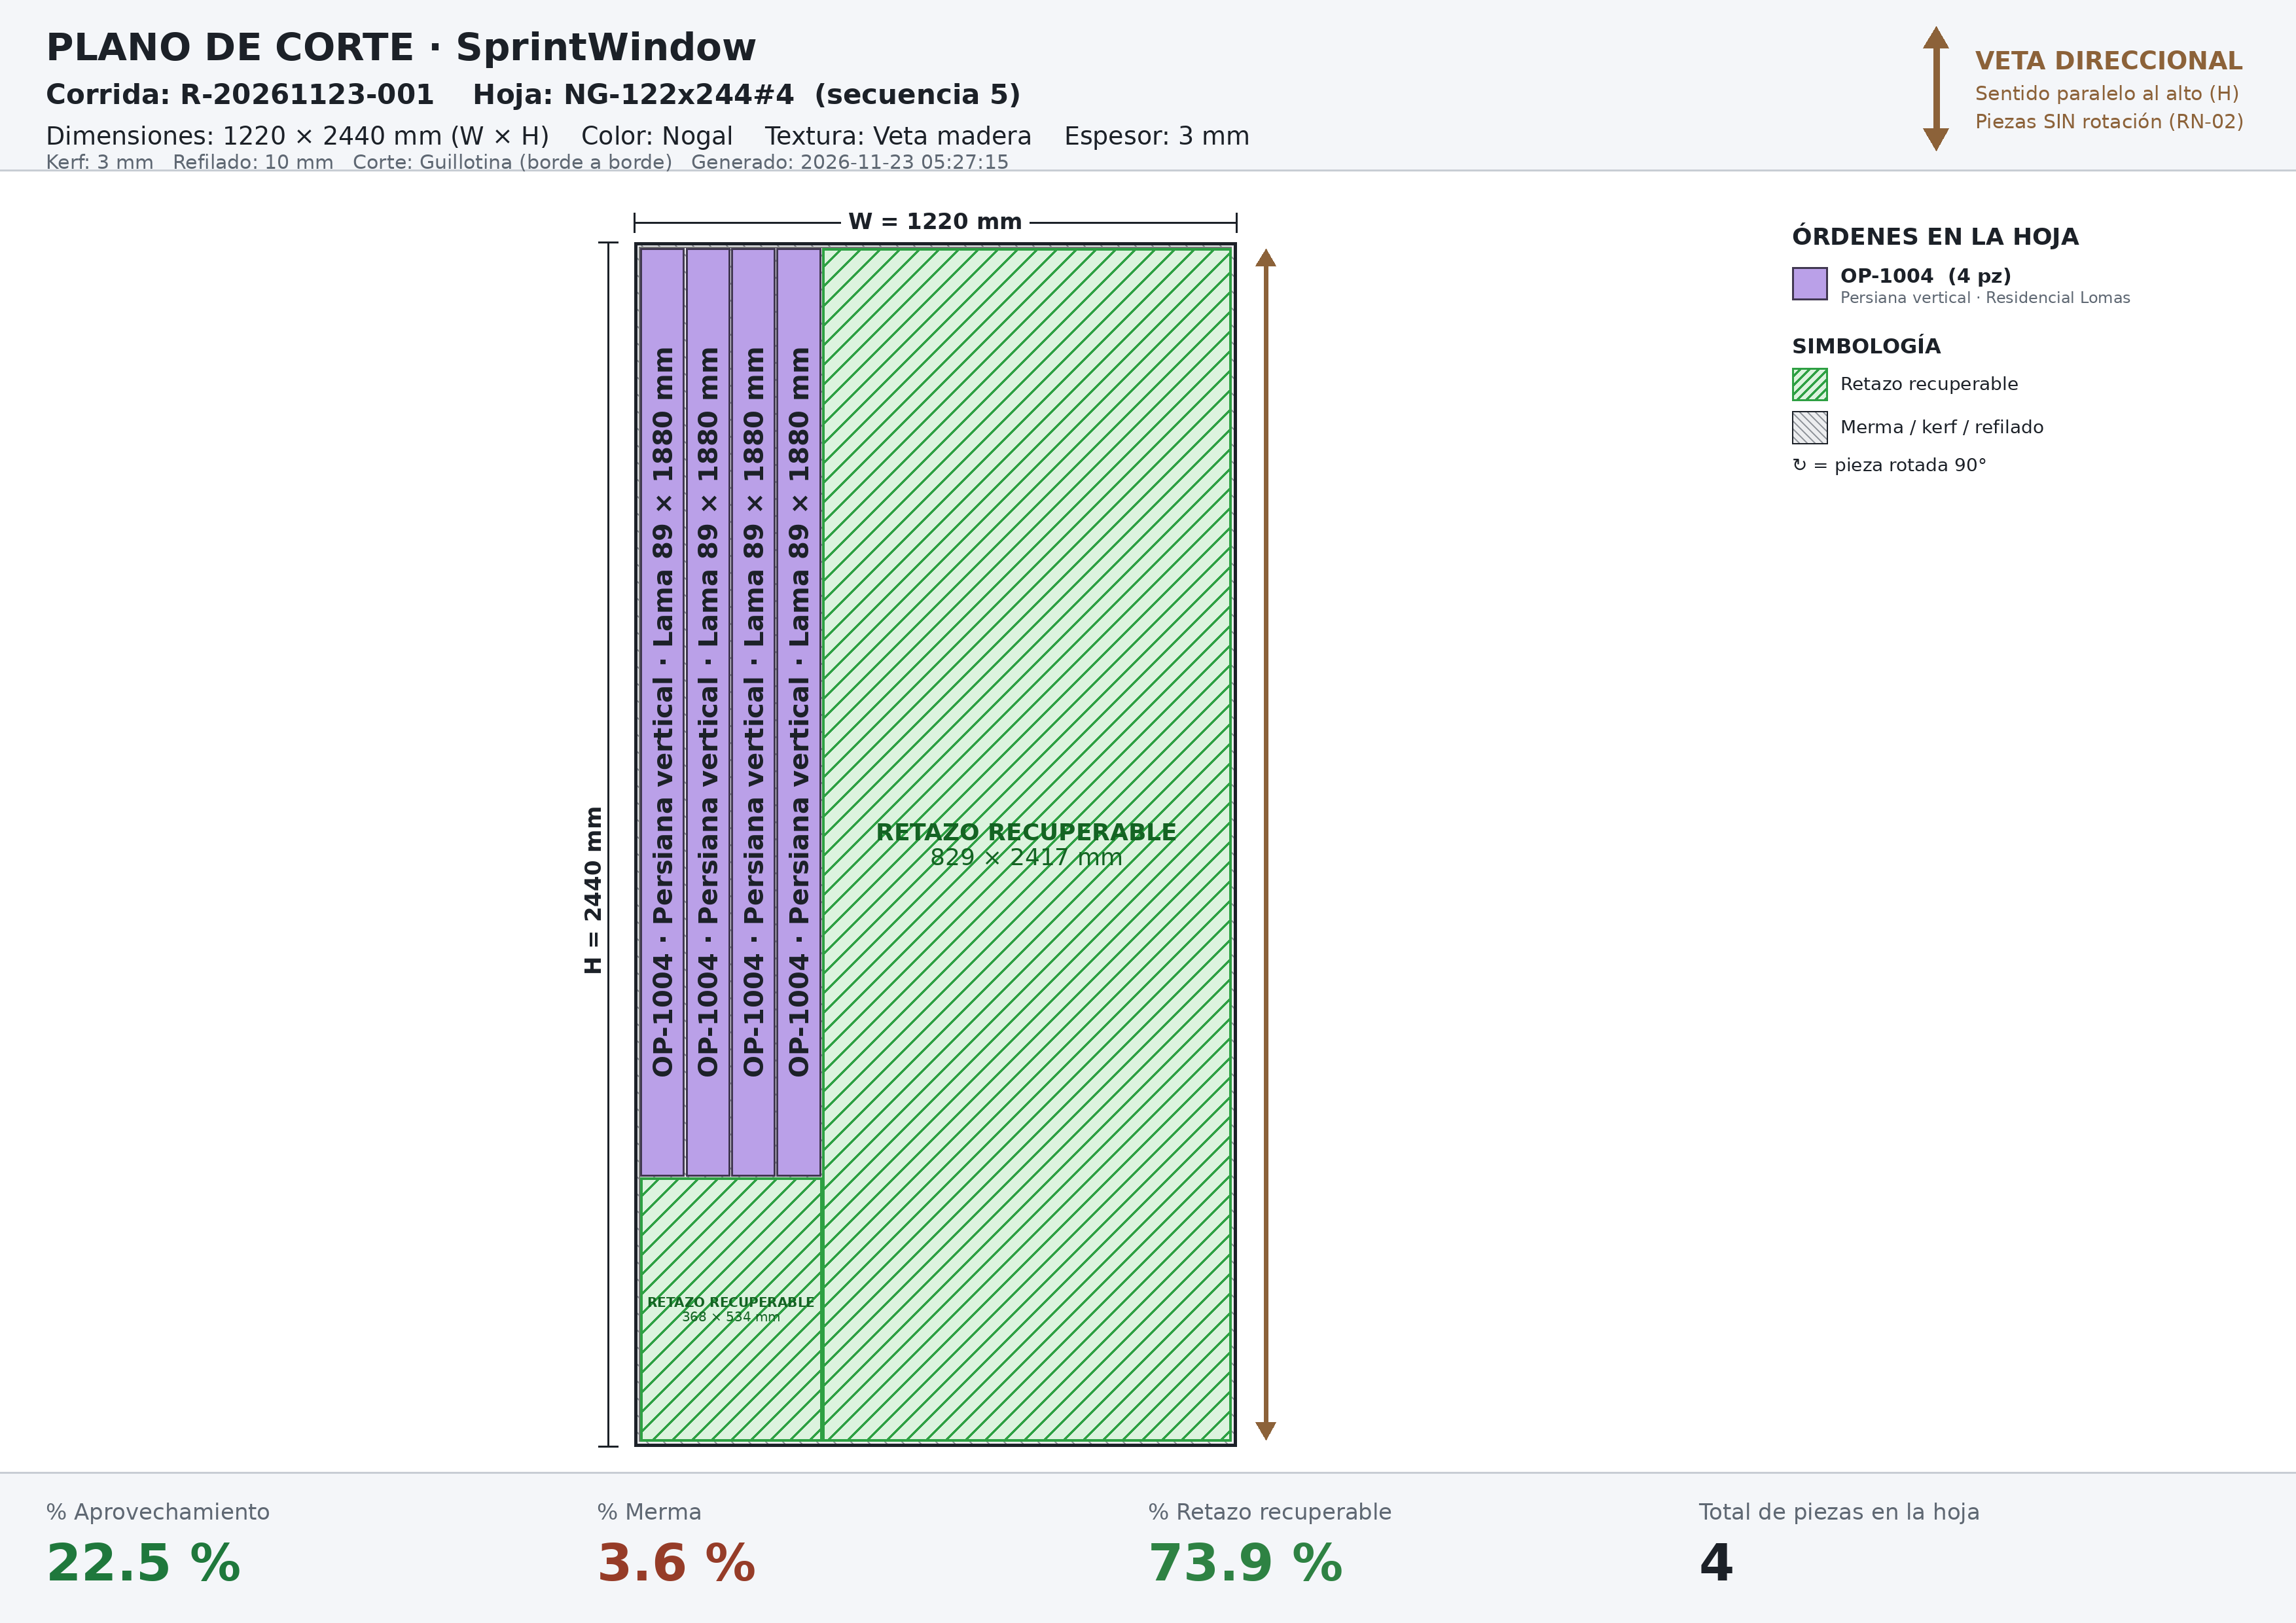 PLANO DE CORTE · SprintWindow
Corrida: R-20261123-001    Hoja: NG-122x244#4  (secuencia 5)
Dimensiones: 1220 × 2440 mm (W × H)    Color: Nogal    Textura: Veta madera    Espesor: 3 mm
Kerf: 3 mm   Refilado: 10 mm   Corte: Guillotina (borde a borde)   Generado: 2026-11-23 05:27:15
VETA DIRECCIONAL
Sentido paralelo al alto (H)
Piezas SIN rotación (RN-02)
W = 1220 mm
H = 2440 mm
OP-1004 · Persiana vertical · Lama 89 × 1880 mm
OP-1004 · Persiana vertical · Lama 89 × 1880 mm
OP-1004 · Persiana vertical · Lama 89 × 1880 mm
OP-1004 · Persiana vertical · Lama 89 × 1880 mm
RETAZO RECUPERABLE
829 × 2417 mm
RETAZO RECUPERABLE
368 × 534 mm
ÓRDENES EN LA HOJA
OP-1004  (4 pz)
Persiana vertical · Residencial Lomas
SIMBOLOGÍA
Retazo recuperable
Merma / kerf / refilado
↻ = pieza rotada 90°
% Aprovechamiento
22.5 %
% Merma
3.6 %
% Retazo recuperable
73.9 %
Total de piezas en la hoja
4